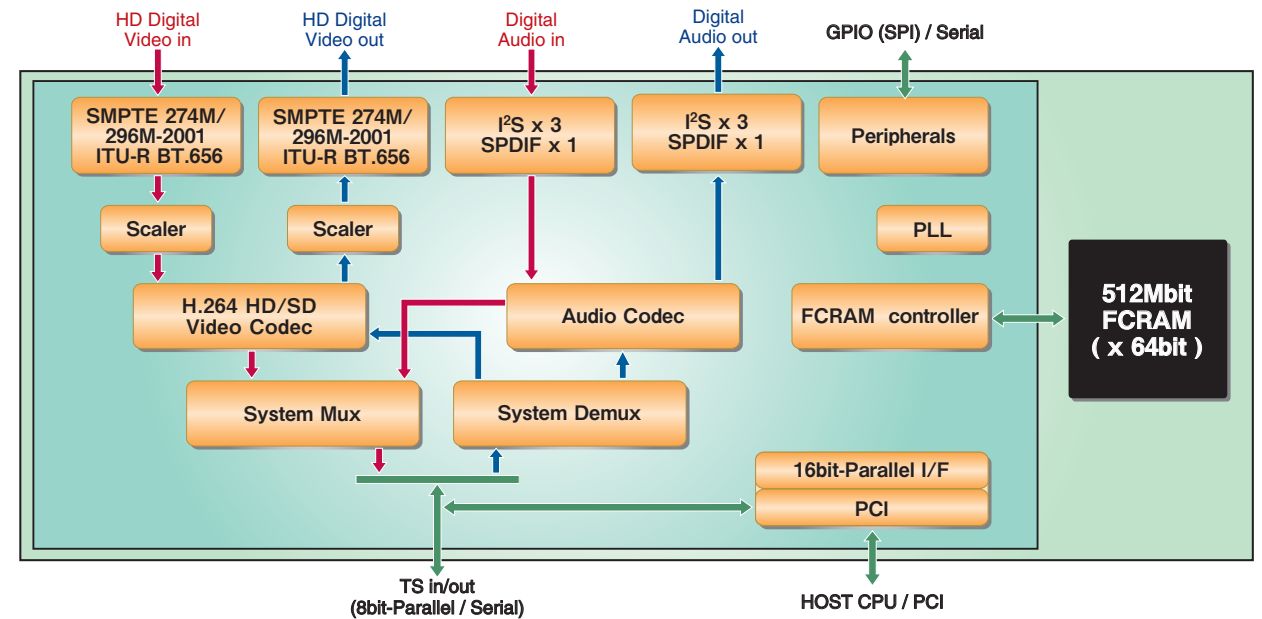 HD Digital
Video in
HD Digital
Video out
Digital
Audio in
Digital
Audio out
GPIO (SPI) / Serial
SMPTE 274M/
296M-2001
ITU-R BT.656
SMPTE 274M/
296M-2001
ITU-R BT.656
I²S x 3
SPDIF x 1
I²S x 3
SPDIF x 1
Peripherals
Scaler
Scaler
PLL
H.264 HD/SD
Video Codec
Audio Codec
FCRAM controller
512Mbit
FCRAM
( x 64bit )
System Mux
System Demux
16bit-Parallel I/F
PCI
TS in/out
(8bit-Parallel / Serial)
HOST CPU / PCI